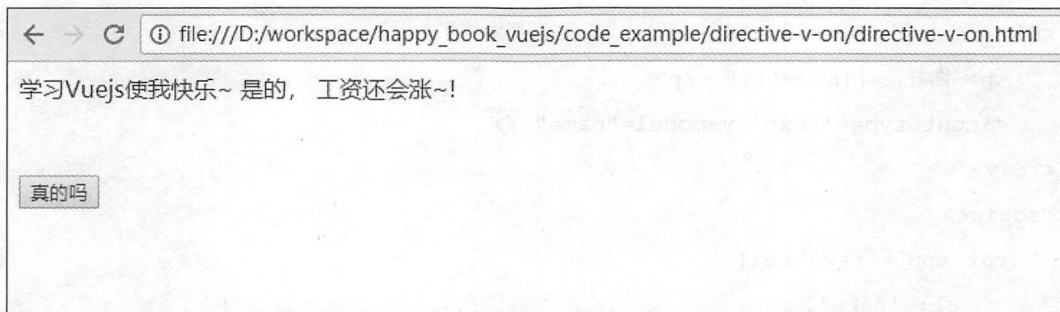 file:///D:/workspace/happy_book_vuejs/code_example/directive-v-on/directive-v-on.html
学习Vuejs使我快乐~ 是的， 工资还会涨~!
真的吗